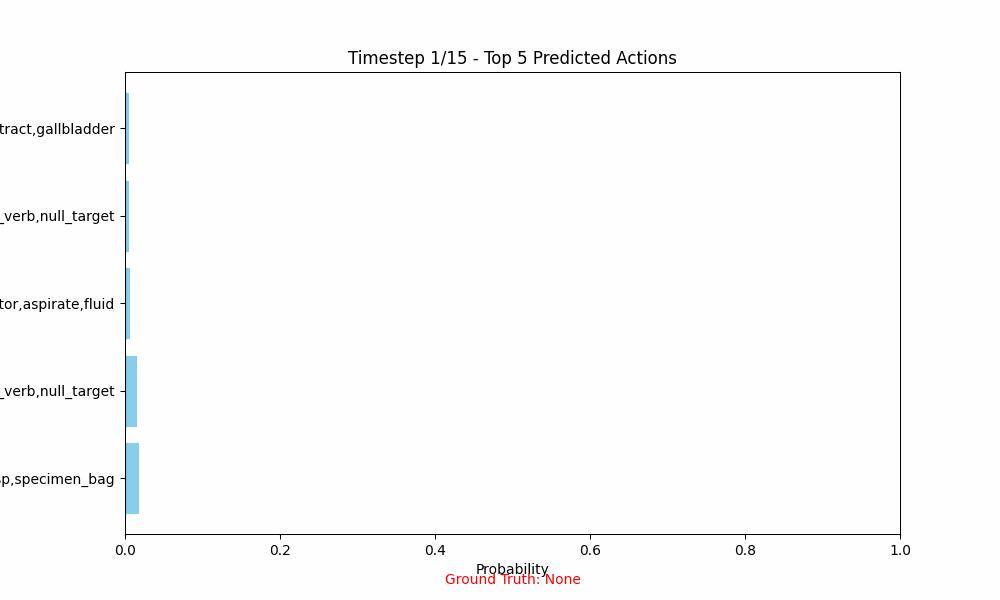 Timestep 1/15 - Top 5 Predicted Actions
tract,gallbladder
_verb,null_target
tor,aspirate,fluid
_verb,null_target
sp,specimen_bag
0.0 0.2 0.4 0.6 0.8 1.0
Probability
Ground Truth: None